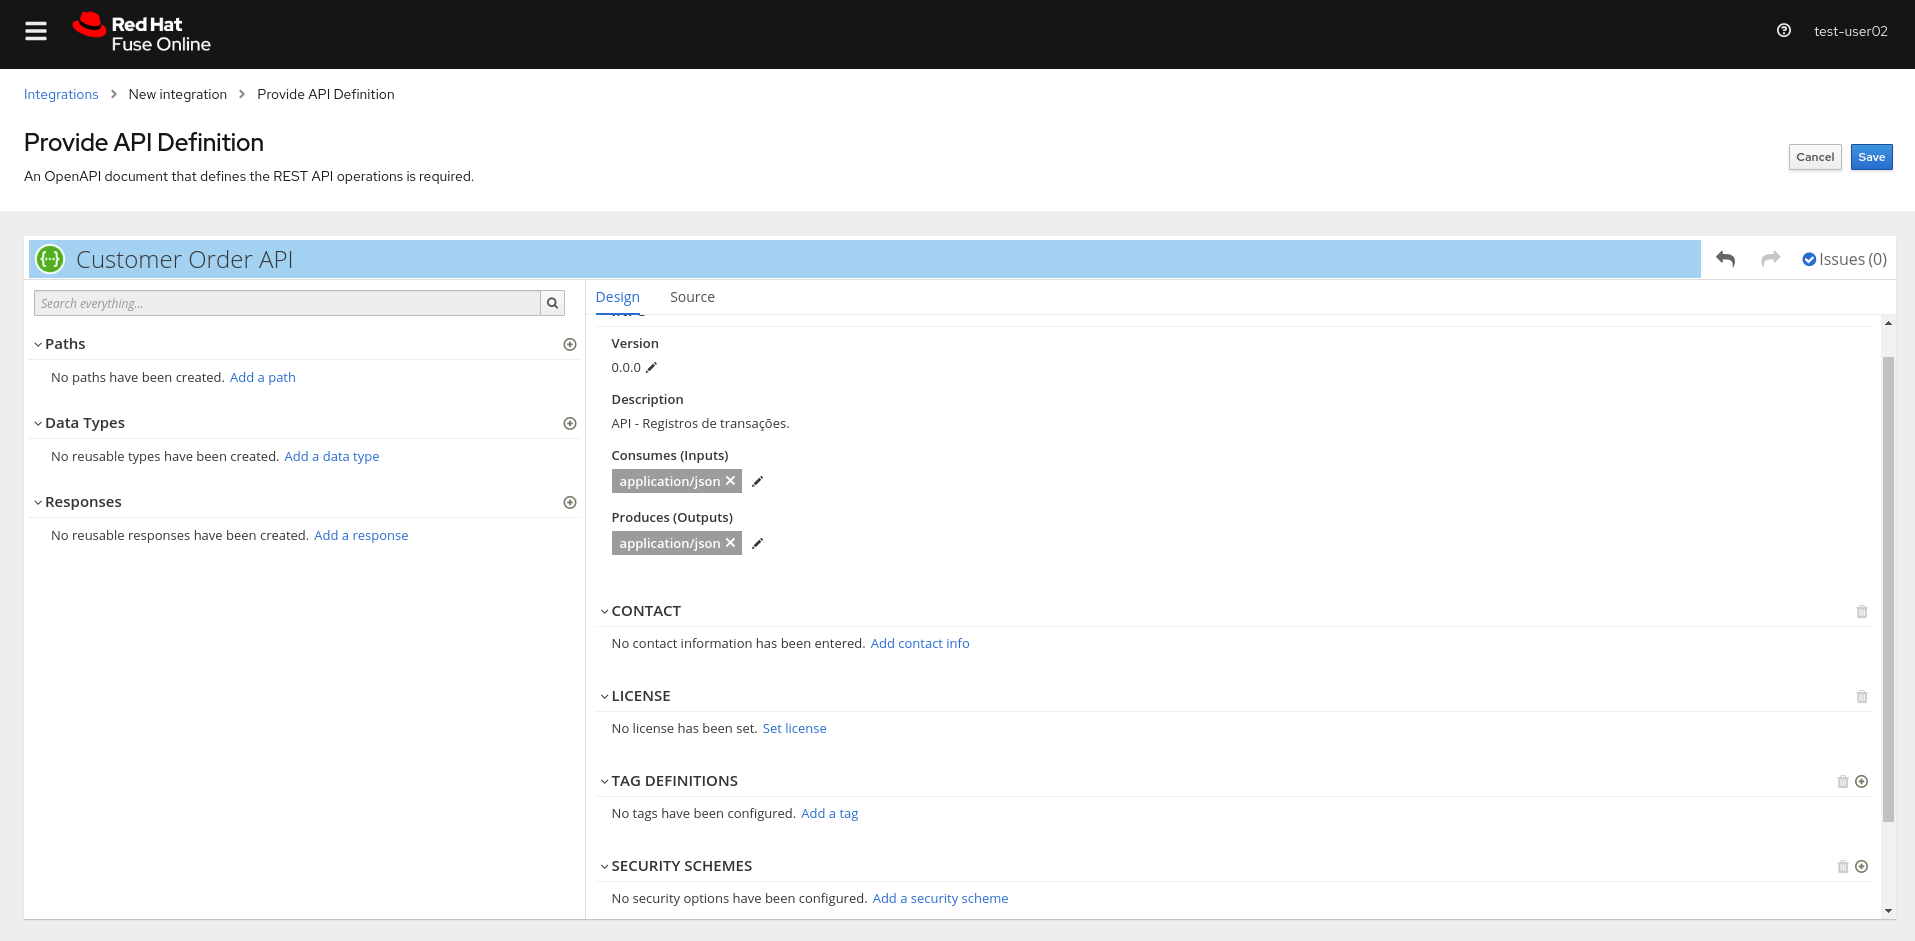 Red Hat
Fuse Online
test-user02
Integrations > New integration > Provide API Definition
Provide API Definition
An OpenAPI document that defines the REST API operations is required.
Cancel
Save
Customer Order API
Issues (0)
Search everything...
Design
Source
Paths
No paths have been created. Add a path
Data Types
No reusable types have been created. Add a data type
Responses
No reusable responses have been created. Add a response
Version
0.0.0
Description
API - Registros de transações.
Consumes (Inputs)
application/json
Produces (Outputs)
application/json
CONTACT
No contact information has been entered. Add contact info
LICENSE
No license has been set. Set license
TAG DEFINITIONS
No tags have been configured. Add a tag
SECURITY SCHEMES
No security options have been configured. Add a security scheme